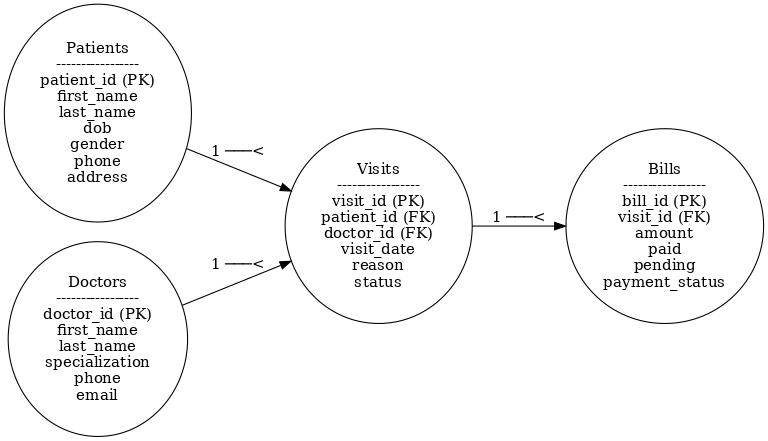 Patients
-----------------
patient_id (PK)
first_name
last_name
dob
gender
phone
address
1 ──<
Doctors
-----------------
doctor_id (PK)
first_name
last_name
specialization
phone
email
1 ──<
Visits
-----------------
visit_id (PK)
patient_id (FK)
doctor_id (FK)
visit_date
reason
status
1 ──<
Bills
-----------------
bill_id (PK)
visit_id (FK)
amount
paid
pending
payment_status